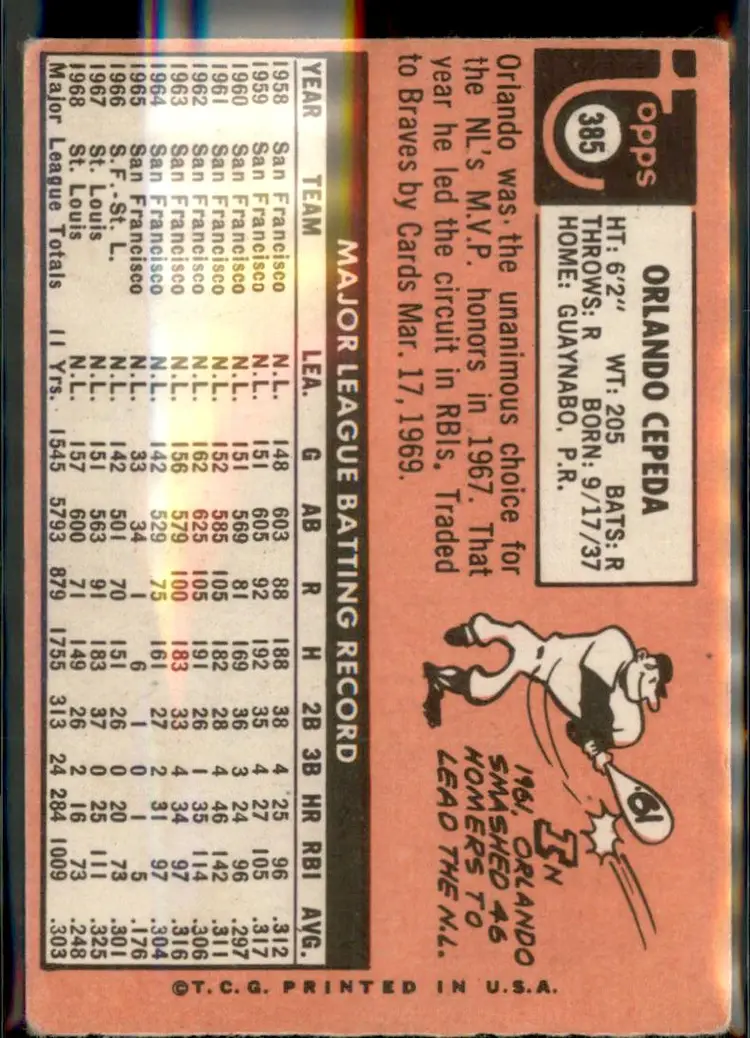 Topps
385
ORLANDO CEPEDA
HT: 6'2" WT: 205 BATS: R
THROWS: R BORN: 9/17/37
HOME: GUAYNABO, P.R.
Orlando was the unanimous choice for
the NL's M.V.P. honors in 1967. That
year he led the circuit in RBIs. Traded
to Braves by Cards Mar. 17, 1969.
'61
IN
1961, ORLANDO
SMASHED 46
HOMERS TO
LEAD THE N.L.
MAJOR LEAGUE BATTING RECORD
YEAR TEAM LEA. G AB R H 2B 3B HR RBI AVG.
1958 San Francisco N.L. 148 603 88 188 38 4 25 96 .312
1959 San Francisco N.L. 151 605 92 192 35 4 27 105 .317
1960 San Francisco N.L. 151 569 81 169 36 3 24 96 .297
1961 San Francisco N.L. 152 585 105 182 28 4 46 142 .311
1962 San Francisco N.L. 162 625 105 191 26 1 35 114 .306
1963 San Francisco N.L. 156 579 100 183 33 4 34 97 .316
1964 San Francisco N.L. 142 529 75 161 27 2 31 97 .304
1965 San Francisco N.L. 33 34 1 6 1 0 1 5 .176
1966 S.F.-St. L. N.L. 142 501 70 151 26 0 20 73 .301
1967 St. Louis N.L. 151 563 91 183 37 0 25 111 .325
1968 St. Louis N.L. 157 600 71 149 26 2 16 73 .248
Major League Totals 11 Yrs. 1545 5793 879 1755 313 24 284 1009 .303
©T.C.G. PRINTED IN U.S.A.